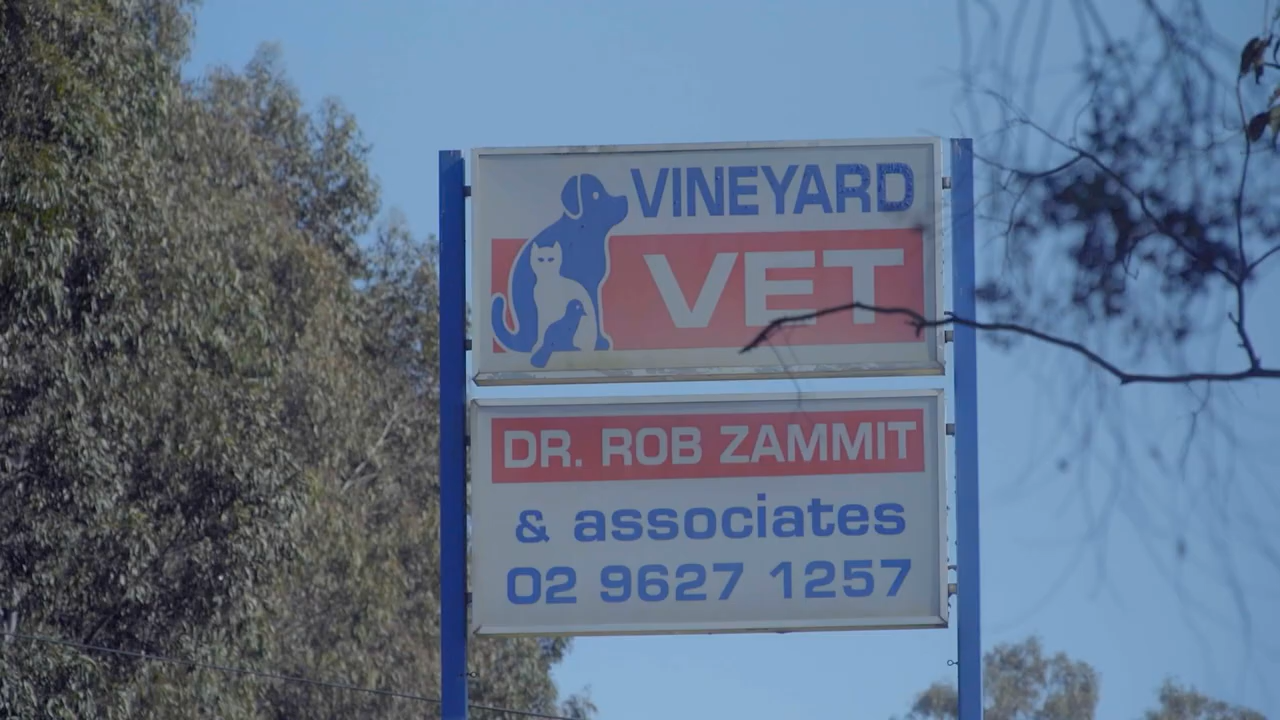 VINEYARD
VET
DR. ROB ZAMMIT
& associates
02 9627 1257